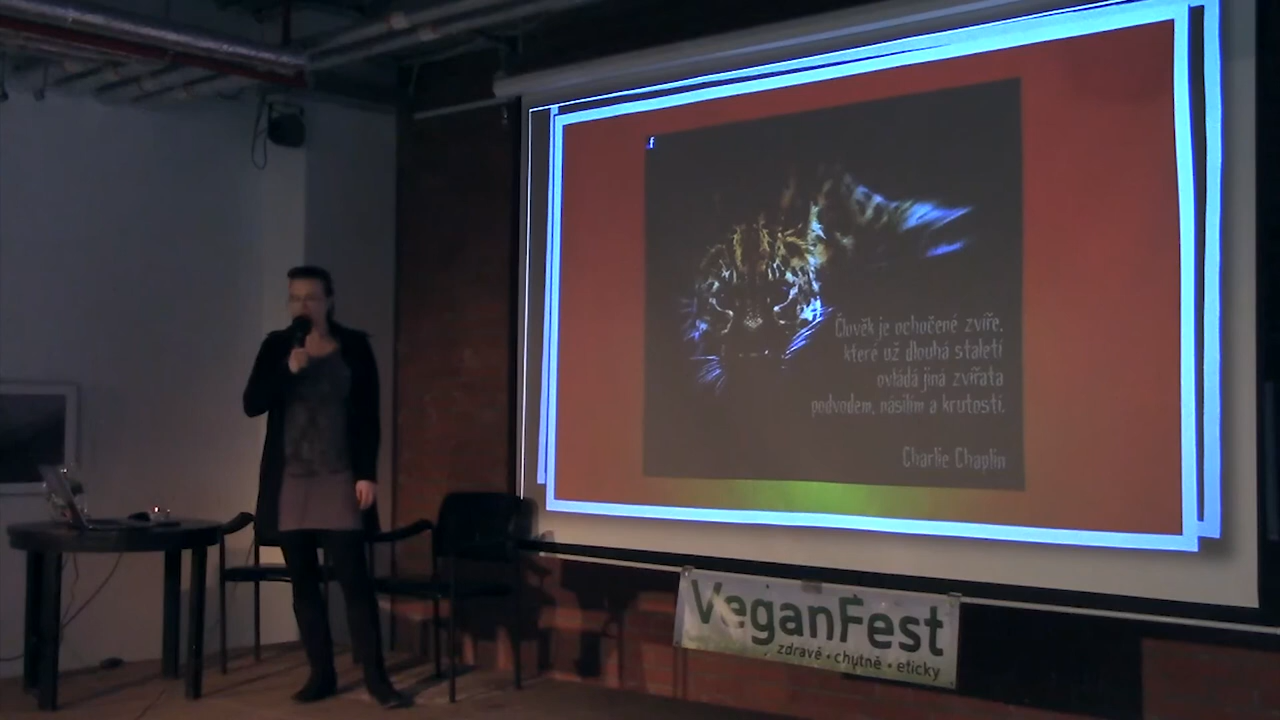 f
Člověk je ochočené zvíře,
které už dlouhá staletí
ovládá jiná zvířata
podvodem, násilím a krutostí.
Charlie Chaplin
VeganFest
zdravě • chutně • eticky